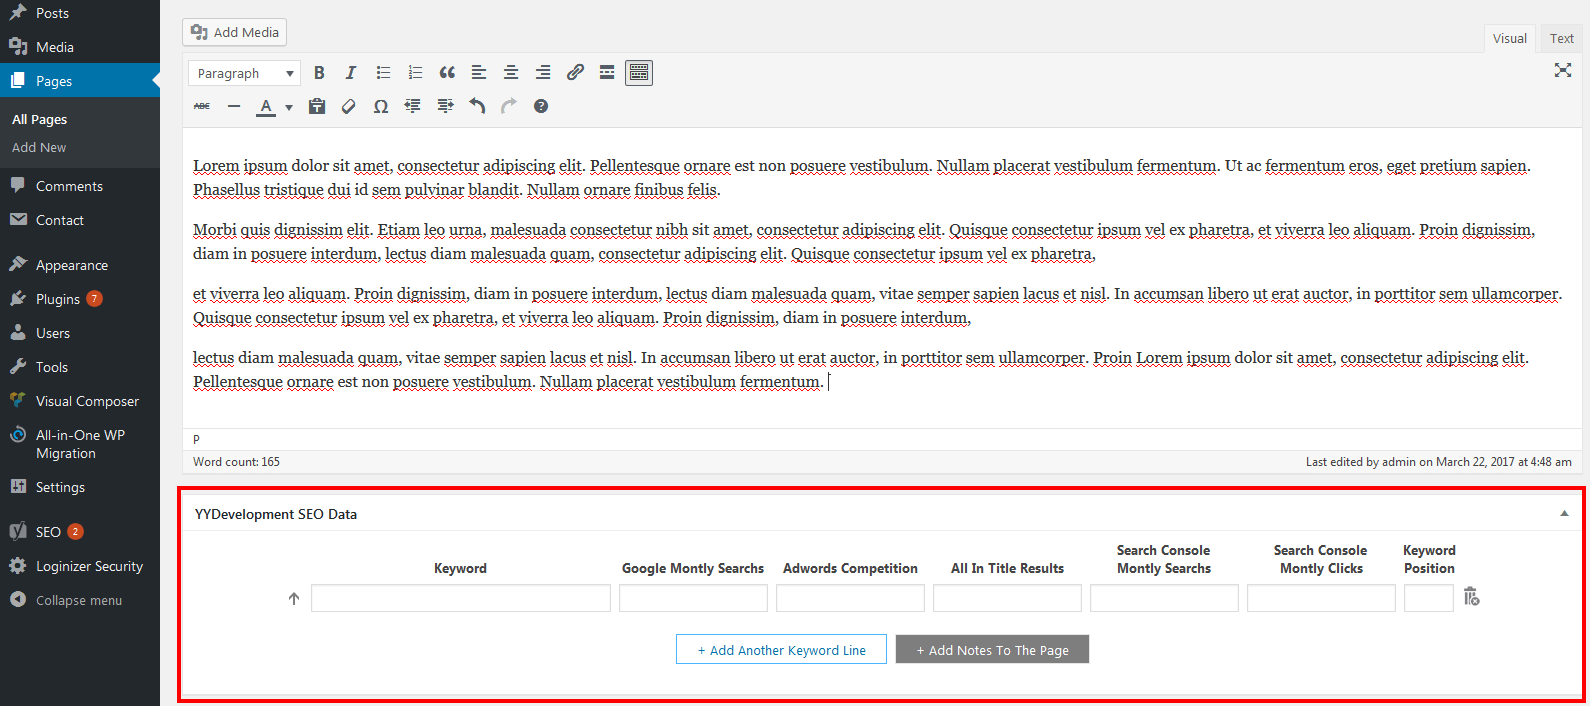 Posts
Media
Pages
All Pages
Add New
Comments
Contact
Appearance
Plugins 7
Users
Tools
Visual Composer
All-in-One WP
Migration
Settings
SEO 2
Loginizer Security
Collapse menu
Add Media
Visual Text
Paragraph
B I
ABC A Ω
Lorem ipsum dolor sit amet, consectetur adipiscing elit. Pellentesque ornare est non posuere vestibulum. Nullam placerat vestibulum fermentum. Ut ac fermentum eros, eget pretium sapien.
Phasellus tristique dui id sem pulvinar blandit. Nullam ornare finibus felis.
Morbi quis dignissim elit. Etiam leo urna, malesuada consectetur nibh sit amet, consectetur adipiscing elit. Quisque consectetur ipsum vel ex pharetra, et viverra leo aliquam. Proin dignissim,
diam in posuere interdum, lectus diam malesuada quam, consectetur adipiscing elit. Quisque consectetur ipsum vel ex pharetra,
et viverra leo aliquam. Proin dignissim, diam in posuere interdum, lectus diam malesuada quam, vitae semper sapien lacus et nisl. In accumsan libero ut erat auctor, in porttitor sem ullamcorper.
Quisque consectetur ipsum vel ex pharetra, et viverra leo aliquam. Proin dignissim, diam in posuere interdum,
lectus diam malesuada quam, vitae semper sapien lacus et nisl. In accumsan libero ut erat auctor, in porttitor sem ullamcorper. Proin Lorem ipsum dolor sit amet, consectetur adipiscing elit.
Pellentesque ornare est non posuere vestibulum. Nullam placerat vestibulum fermentum.
P
Word count: 165 Last edited by admin on March 22, 2017 at 4:48 am
YYDevelopment SEO Data
Keyword
Google Montly Searchs
Adwords Competition
All In Title Results
Search Console
Montly Searchs
Search Console
Montly Clicks
Keyword
Position
+ Add Another Keyword Line
+ Add Notes To The Page